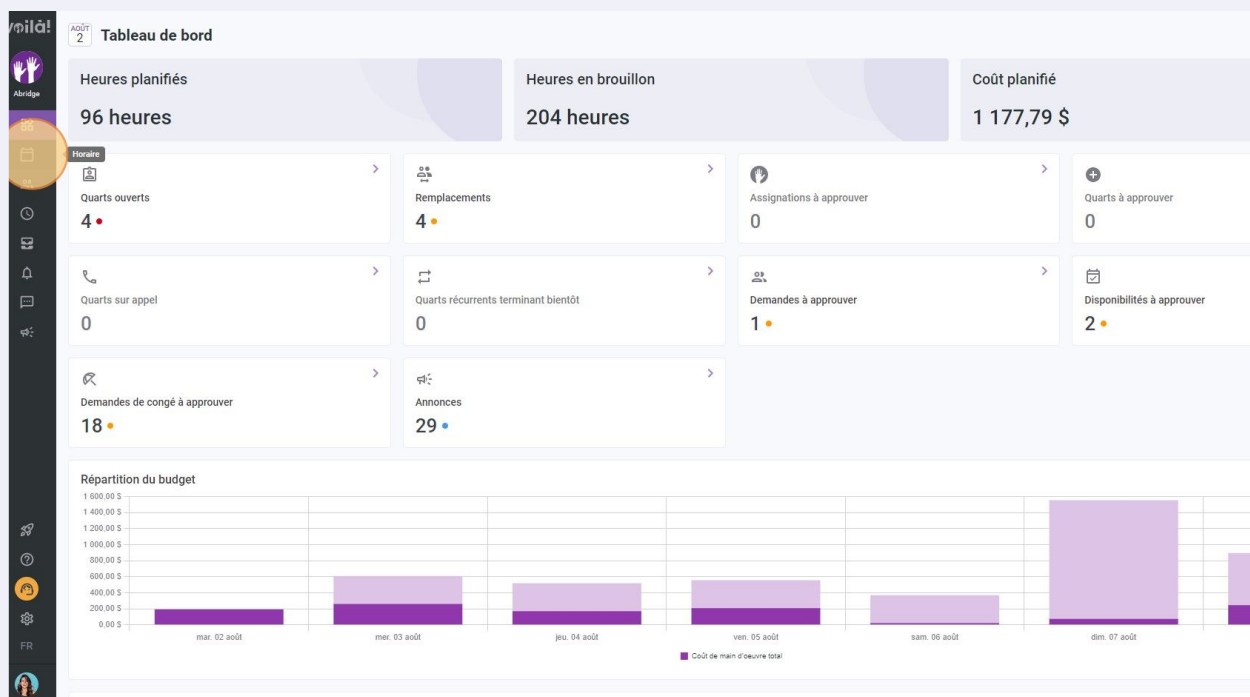 voilà!
AOÛT
2
Tableau de bord
Abridge
Heures planifiés
96 heures
Heures en brouillon
204 heures
Coût planifié
1 177,79 $
Horaire
Quarts ouverts
4
Remplacements
4
Assignations à approuver
0
Quarts à approuver
0
Quarts sur appel
0
Quarts récurrents terminant bientôt
0
Demandes à approuver
1
Disponibilités à approuver
2
Demandes de congé à approuver
18
Annonces
29
Répartition du budget
1 600,00 $
1 400,00 $
1 200,00 $
1 000,00 $
800,00 $
600,00 $
400,00 $
200,00 $
0,00 $
mar. 02 août
mer. 03 août
jeu. 04 août
ven. 05 août
sam. 06 août
dim. 07 août
Coût de main d'oeuvre total
FR